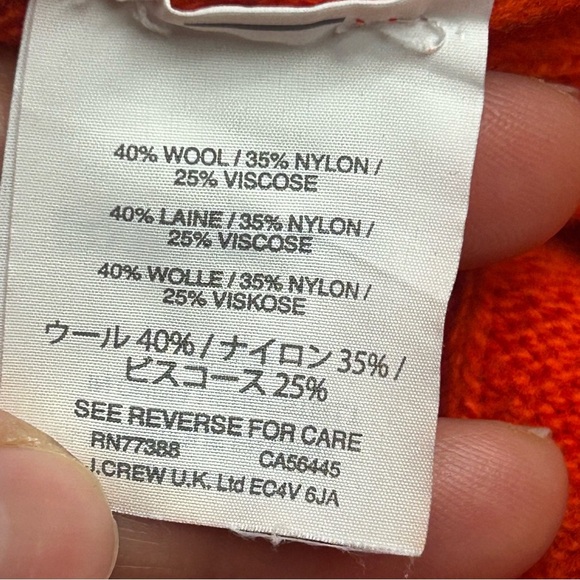 40% WOOL / 35% NYLON /
25% VISCOSE
40% LAINE / 35% NYLON /
25% VISCOSE
40% WOLLE / 35% NYLON /
25% VISKOSE
ウール 40% / ナイロン 35% /
ビスコース 25%
SEE REVERSE FOR CARE
RN77388 CA56445
J.CREW U.K. Ltd EC4V 6JA